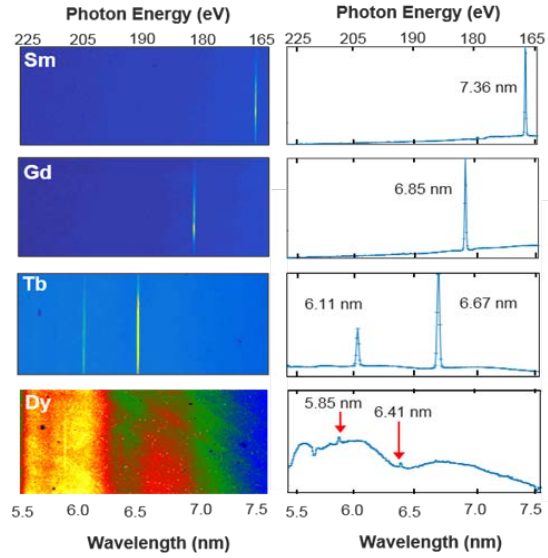 Photon Energy (eV)
225 205 190 180 165
Photon Energy (eV)
225 205 190 180 165
Sm
7.36 nm
Gd
6.85 nm
Tb
6.11 nm
6.67 nm
Dy
5.85 nm
6.41 nm
5.5 6.0 6.5 7.0 7.5
Wavelength (nm)
5.5 6.0 6.5 7.0 7.5
Wavelength (nm)